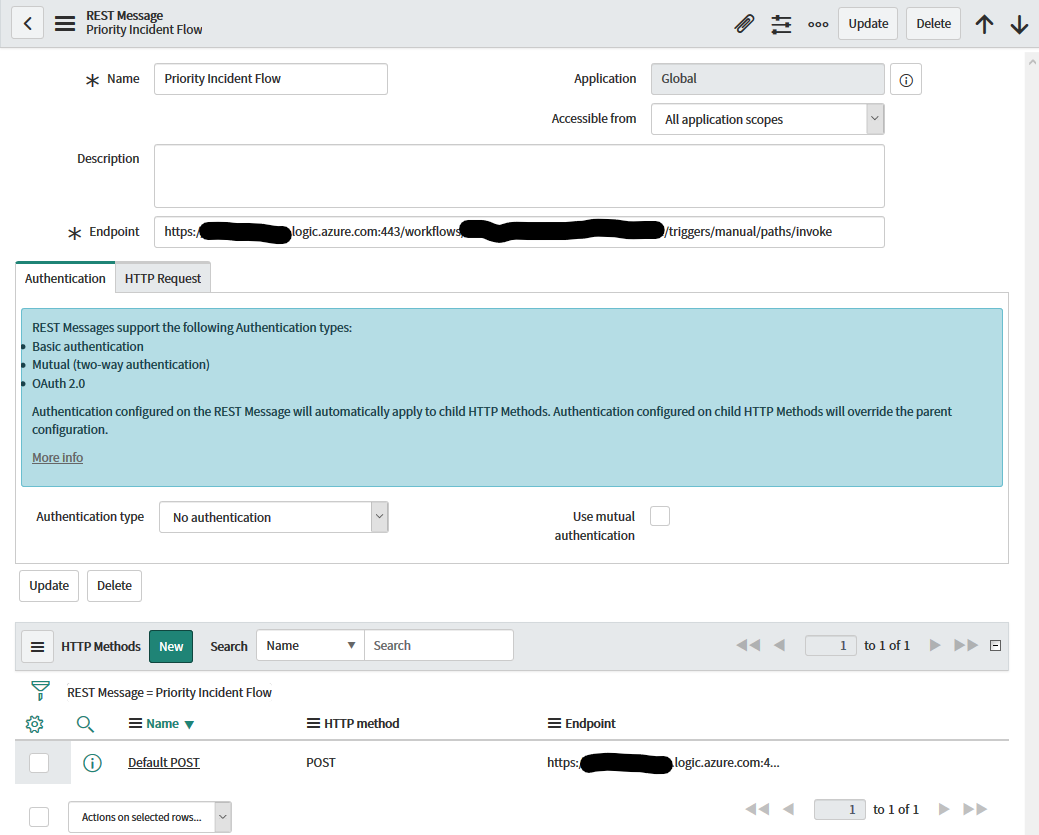 REST Message
Priority Incident Flow
Update
Delete
Name
Priority Incident Flow
Application
Global
Accessible from
All application scopes
Description
Endpoint
https:/ .logic.azure.com:443/workflows/ /triggers/manual/paths/invoke
Authentication
HTTP Request
REST Messages support the following Authentication types:
Basic authentication
Mutual (two-way authentication)
OAuth 2.0
Authentication configured on the REST Message will automatically apply to child HTTP Methods. Authentication configured on child HTTP Methods will override the parent
configuration.
More info
Authentication type
No authentication
Use mutual
authentication
Update
Delete
HTTP Methods
New
Search
Name
Search
1 to 1 of 1
REST Message = Priority Incident Flow
Name
HTTP method
Endpoint
Default POST
POST
https:/ .logic.azure.com:4...
Actions on selected rows...
1 to 1 of 1